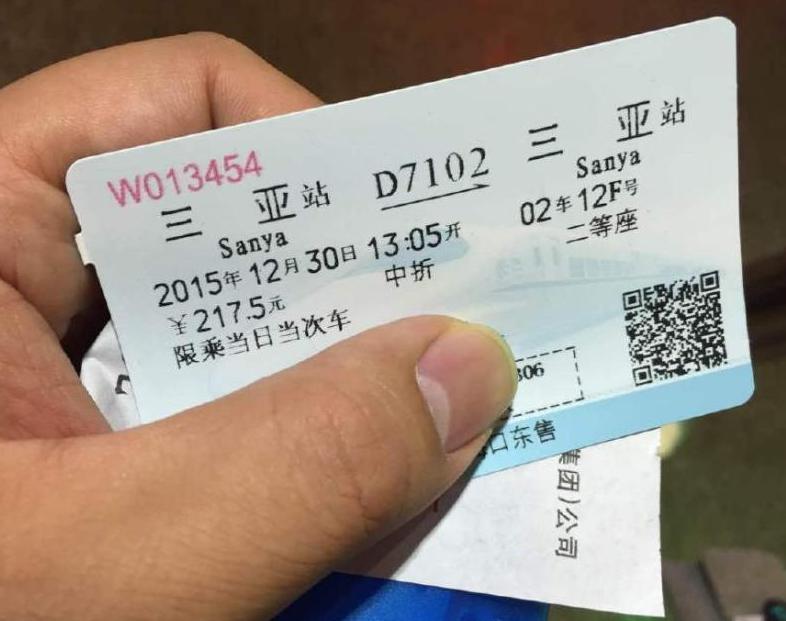 W013454
三亚站 D7102 三亚站
Sanya Sanya
2015年12月30日 13:05开 02车12F号
¥217.5元 中折 二等座
限乘当日当次车
306
口东售
集团)公司